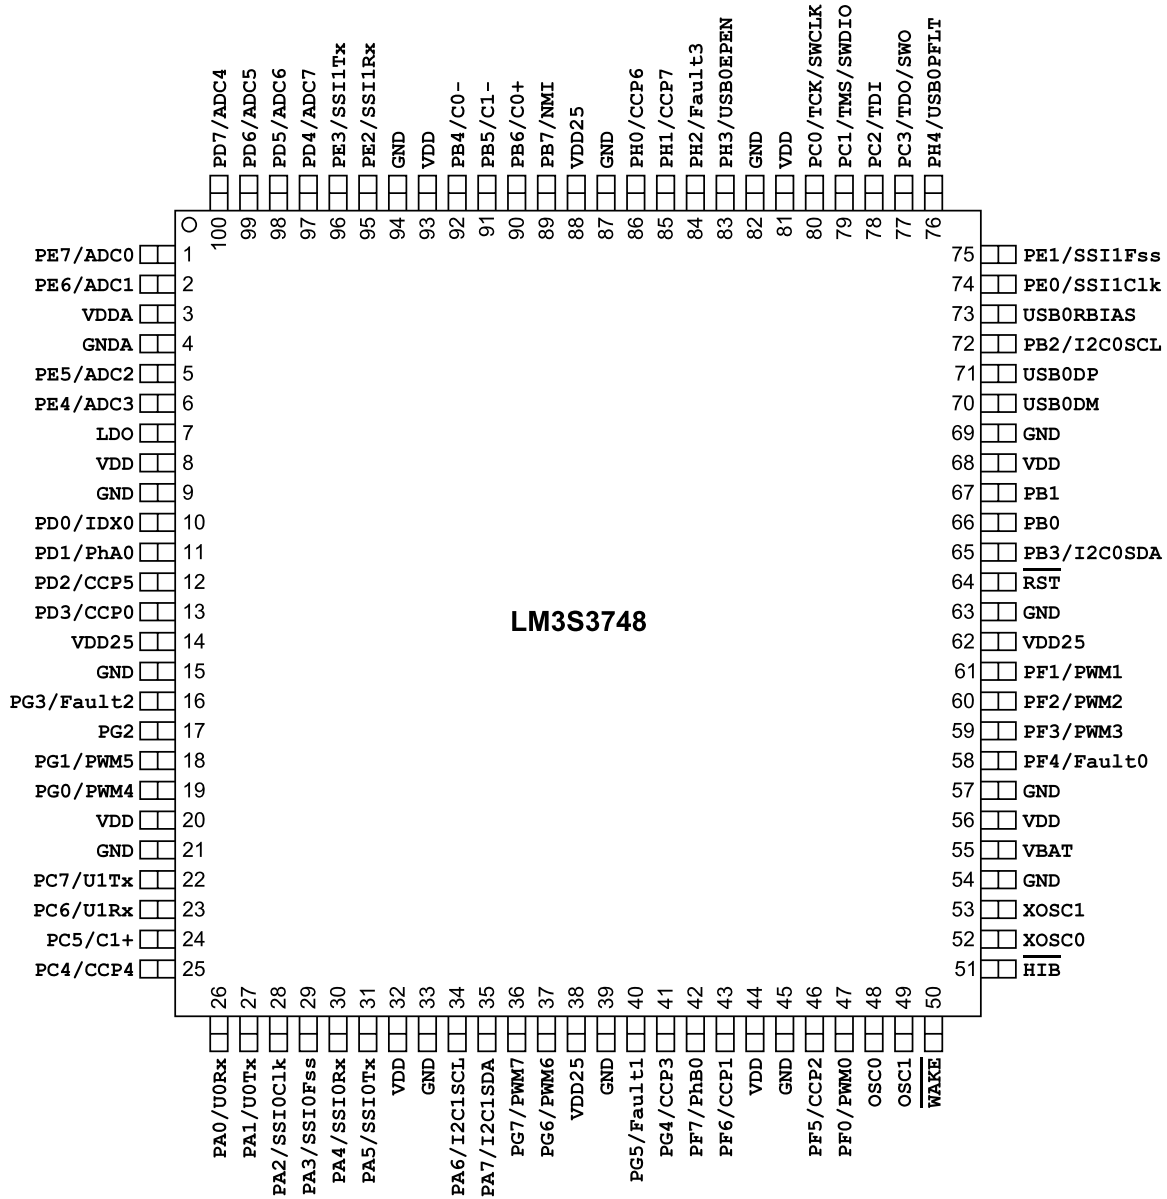 PD7/ADC4
PD6/ADC5
PD5/ADC6
PD4/ADC7
PE3/SSI1Tx
PE2/SSI1Rx
GND
VDD
PB4/C0-
PB5/C1-
PB6/C0+
PB7/NMI
VDD25
GND
PH0/CCP6
PH1/CCP7
PH2/Fault3
PH3/USB0EPEN
GND
VDD
PC0/TCK/SWCLK
PC1/TMS/SWDIO
PC2/TDI
PC3/TDO/SWO
PH4/USB0PFLT
100
99
98
97
96
95
94
93
92
91
90
89
88
87
86
85
84
83
82
81
80
79
78
77
76
PE7/ADC0 1
PE6/ADC1 2
VDDA 3
GNDA 4
PE5/ADC2 5
PE4/ADC3 6
LDO 7
VDD 8
GND 9
PD0/IDX0 10
PD1/PhA0 11
PD2/CCP5 12
PD3/CCP0 13
VDD25 14
GND 15
PG3/Fault2 16
PG2 17
PG1/PWM5 18
PG0/PWM4 19
VDD 20
GND 21
PC7/U1Tx 22
PC6/U1Rx 23
PC5/C1+ 24
PC4/CCP4 25
LM3S3748
75 PE1/SSI1Fss
74 PE0/SSI1Clk
73 USB0RBIAS
72 PB2/I2C0SCL
71 USB0DP
70 USB0DM
69 GND
68 VDD
67 PB1
66 PB0
65 PB3/I2C0SDA
64 RST
63 GND
62 VDD25
61 PF1/PWM1
60 PF2/PWM2
59 PF3/PWM3
58 PF4/Fault0
57 GND
56 VDD
55 VBAT
54 GND
53 XOSC1
52 XOSC0
51 HIB
26
27
28
29
30
31
32
33
34
35
36
37
38
39
40
41
42
43
44
45
46
47
48
49
50
PA0/U0Rx
PA1/U0Tx
PA2/SSI0Clk
PA3/SSI0Fss
PA4/SSI0Rx
PA5/SSI0Tx
VDD
GND
PA6/I2C1SCL
PA7/I2C1SDA
PG7/PWM7
PG6/PWM6
VDD25
GND
PG5/Fault1
PG4/CCP3
PF7/PhB0
PF6/CCP1
VDD
GND
PF5/CCP2
PF0/PWM0
OSC0
OSC1
WAKE